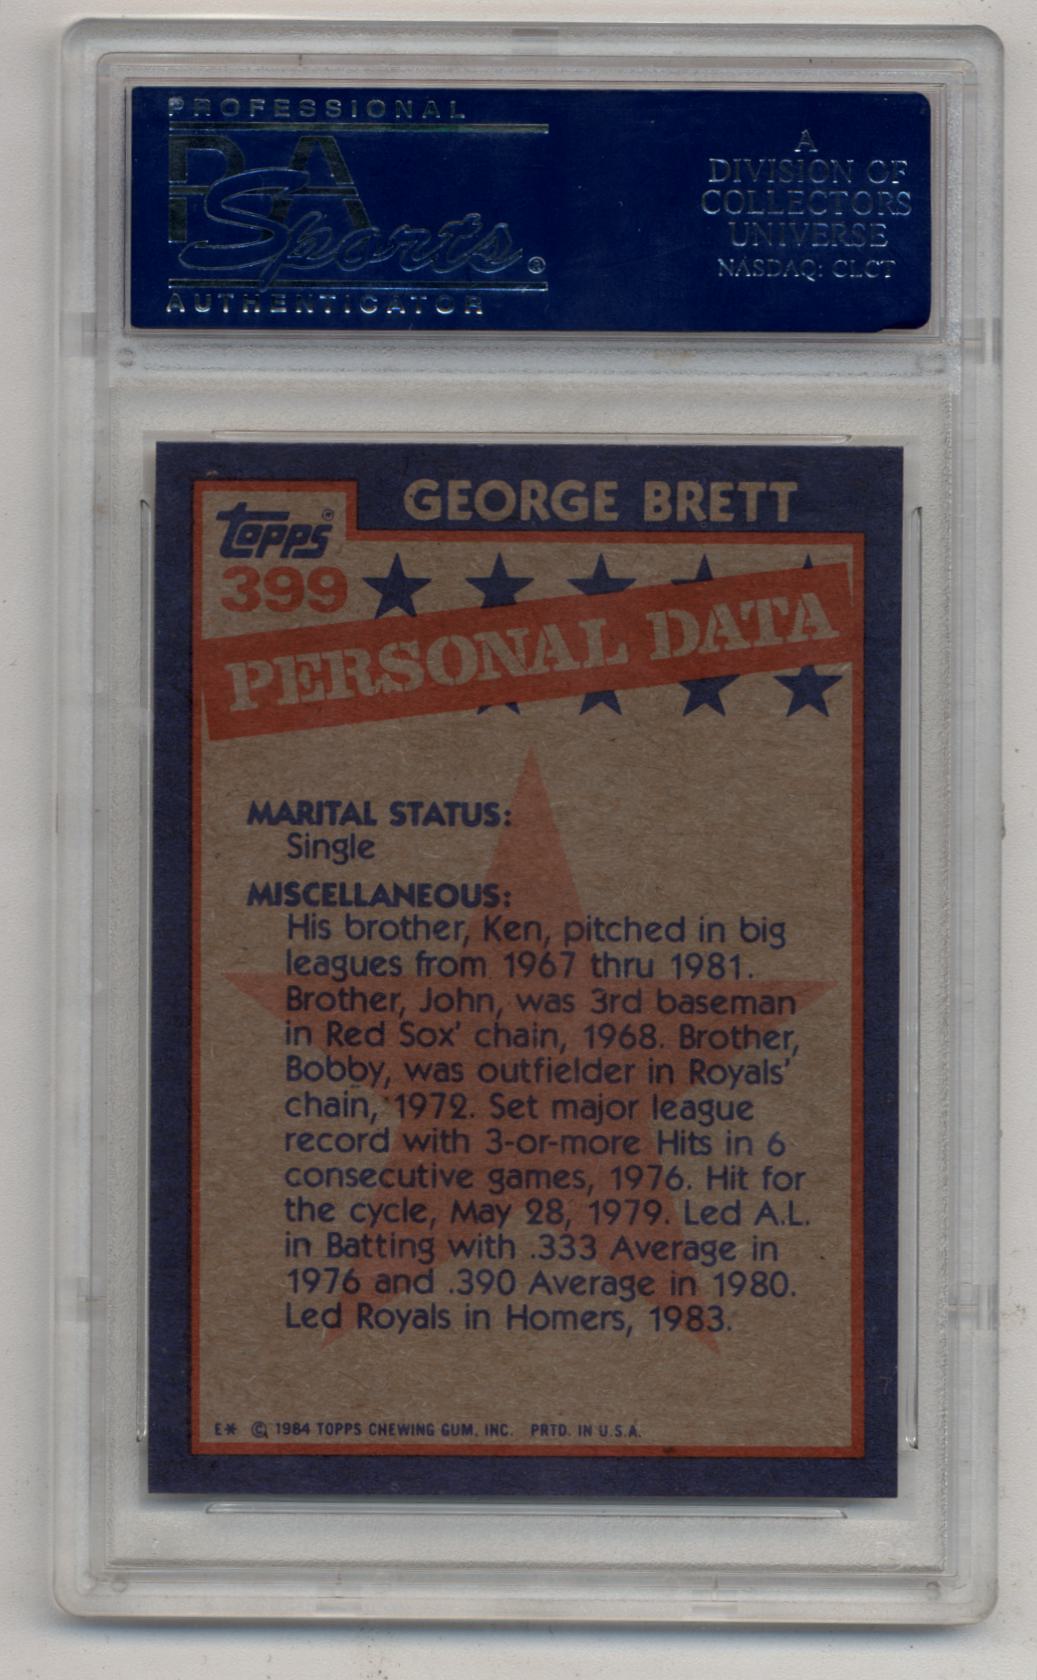 PROFESSIONAL
PSA
Sports®
AUTHENTICATOR
A
DIVISION OF
COLLECTORS
UNIVERSE
NASDAQ: CLCT
GEORGE BRETT
TOPPS®
399
PERSONAL DATA
MARITAL STATUS:
Single
MISCELLANEOUS:
His brother, Ken, pitched in big
leagues from 1967 thru 1981.
Brother, John, was 3rd baseman
in Red Sox' chain, 1968. Brother,
Bobby, was outfielder in Royals'
chain, 1972. Set major league
record with 3-or-more Hits in 6
consecutive games, 1976. Hit for
the cycle, May 28, 1979. Led A.L.
in Batting with .333 Average in
1976 and .390 Average in 1980.
Led Royals in Homers, 1983.
E* © 1984 TOPPS CHEWING GUM, INC. PRTD. IN U.S.A.